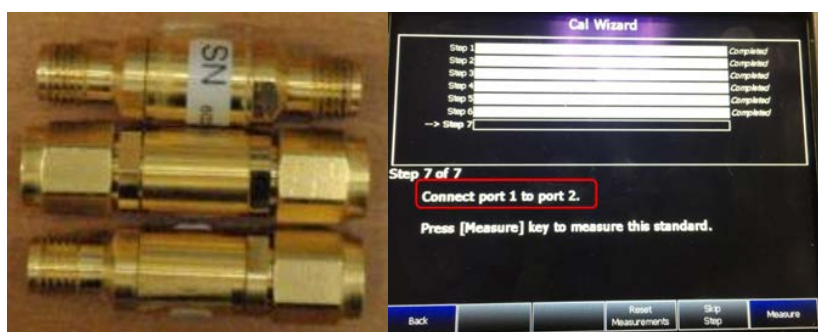 SN
Cal Wizard
Step 1 Completed
Step 2 Completed
Step 3 Completed
Step 4 Completed
Step 5 Completed
Step 6 Completed
--> Step 7
Step 7 of 7
Connect port 1 to port 2.
Press [Measure] key to measure this standard.
Back
Reset Measurements
Skip Step
Measure